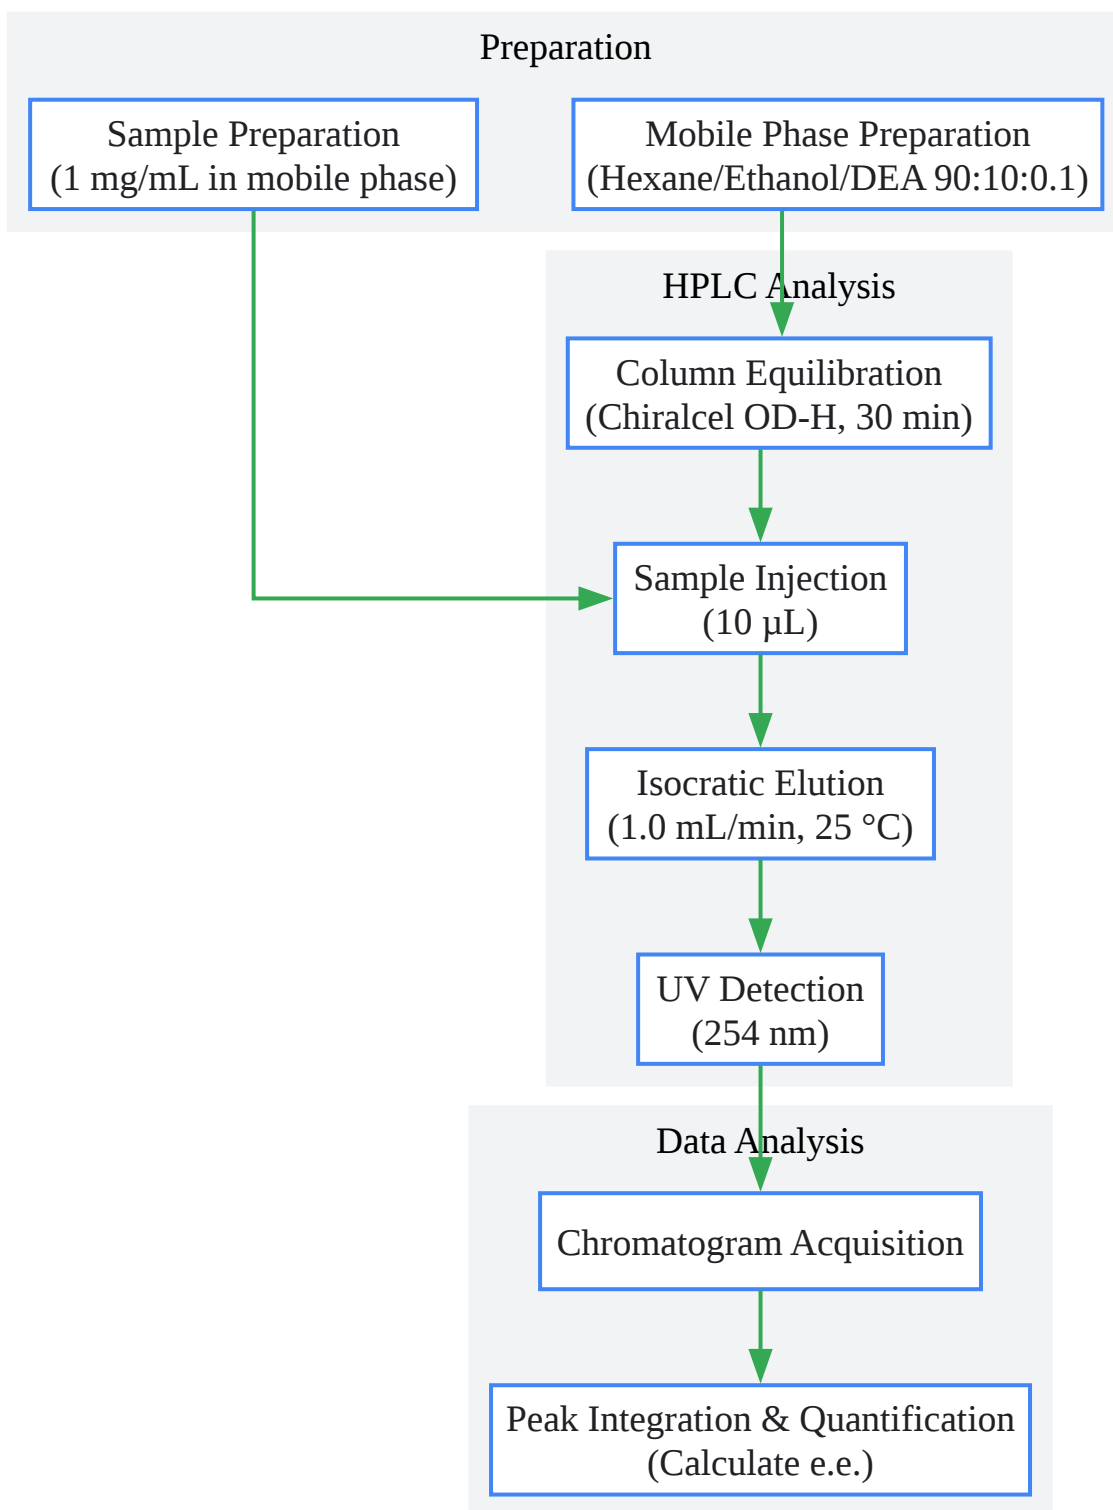 Preparation
Sample Preparation
(1 mg/mL in mobile phase)
Mobile Phase Preparation
(Hexane/Ethanol/DEA 90:10:0.1)
HPLC Analysis
Column Equilibration
(Chiralcel OD-H, 30 min)
Sample Injection
(10 µL)
Isocratic Elution
(1.0 mL/min, 25 °C)
UV Detection
(254 nm)
Data Analysis
Chromatogram Acquisition
Peak Integration & Quantification
(Calculate e.e.)